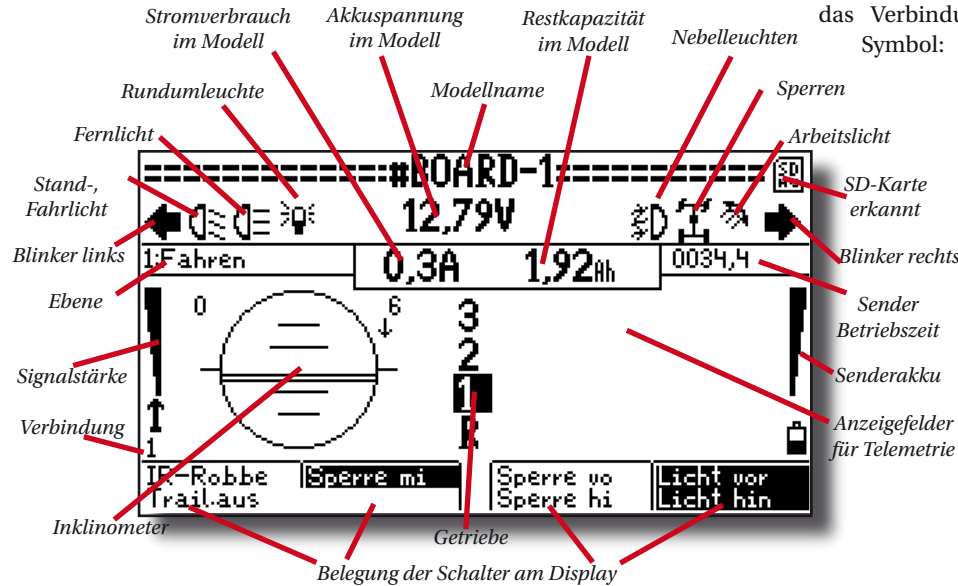 Stromverbrauch
im Modell
Akkuspannung
im Modell
Restkapazität
im Modell
das Verbindu
Symbol:
Nebelleuchten
Rundumleuchte
Modellname
Sperren
Fernlicht
Arbeitslicht
Stand-,
Fahrlicht
==========#BOARD-1==========
SD-Karte
erkannt
12,79V
Blinker links
Blinker rechts
1:Fahren
0,3A
1,92Ah
0034,4
Ebene
Sender
Betriebszeit
0
6
3
2
1
R
Signalstärke
Senderakku
Verbindung
1
Anzeigefelder
für Telemetrie
IR-Robbe
Trail.aus
Sperre mi
Sperre vo
Sperre hi
Licht vor
Licht hin
Inklinometer
Getriebe
Belegung der Schalter am Display